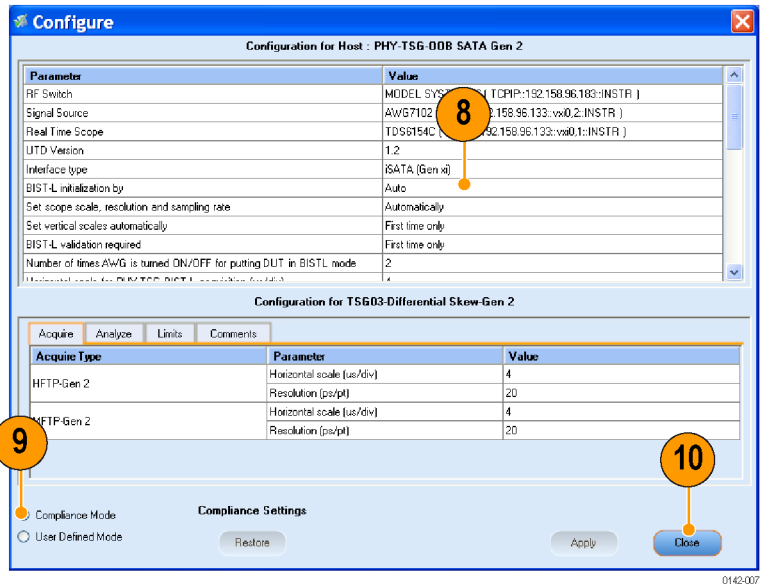 Configure
Configuration for Host : PHY-TSG-OOB SATA Gen 2
Parameter Value
RF Switch MODEL TCPIP::192.158.96.183::INSTR )
Signal Source AWG7102 .158.96.133::vxi0,2::INSTR )
8
Real Time Scope TDS6154C 92.158.96.133::vxi0,1::INSTR )
UTD Version 1.2
Interface type iSATA (Gen xi)
BIST-L initialization by Auto
Set scope scale, resolution and sampling rate Automatically
Set vertical scales automatically First time only
BIST-L validation required First time only
Number of times AWG is turned ON/OFF for putting DUT in BISTL mode 2
Configuration for TSG03-Differential Skew-Gen 2
Acquire Analyze Limits Comments
Acquire Type Parameter Value
HFTP-Gen 2 Horizontal scale (us/div) 4
Resolution (ps/pt) 20
MFTP-Gen 2 Horizontal scale (us/div) 4
Resolution (ps/pt) 20
9
10
Compliance Mode Compliance Settings
User Defined Mode Restore Apply Close
0142-007